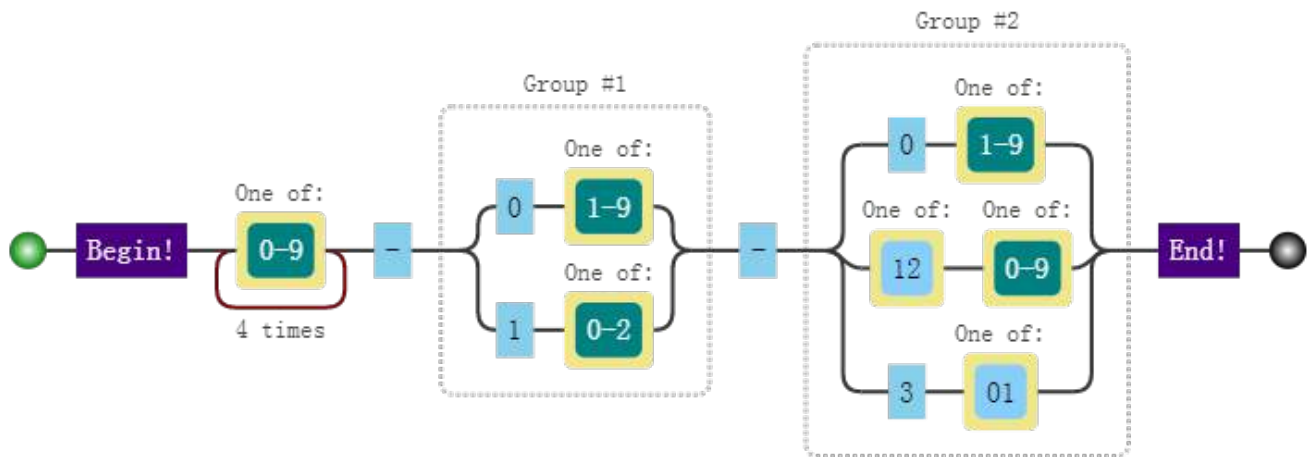 Group #2
Group #1
One of:
0
1-9
One of:
0
1-9
One of:
One of:
One of:
Begin!
0-9
-
-
12
0-9
End!
One of:
4 times
1
0-2
One of:
3
01